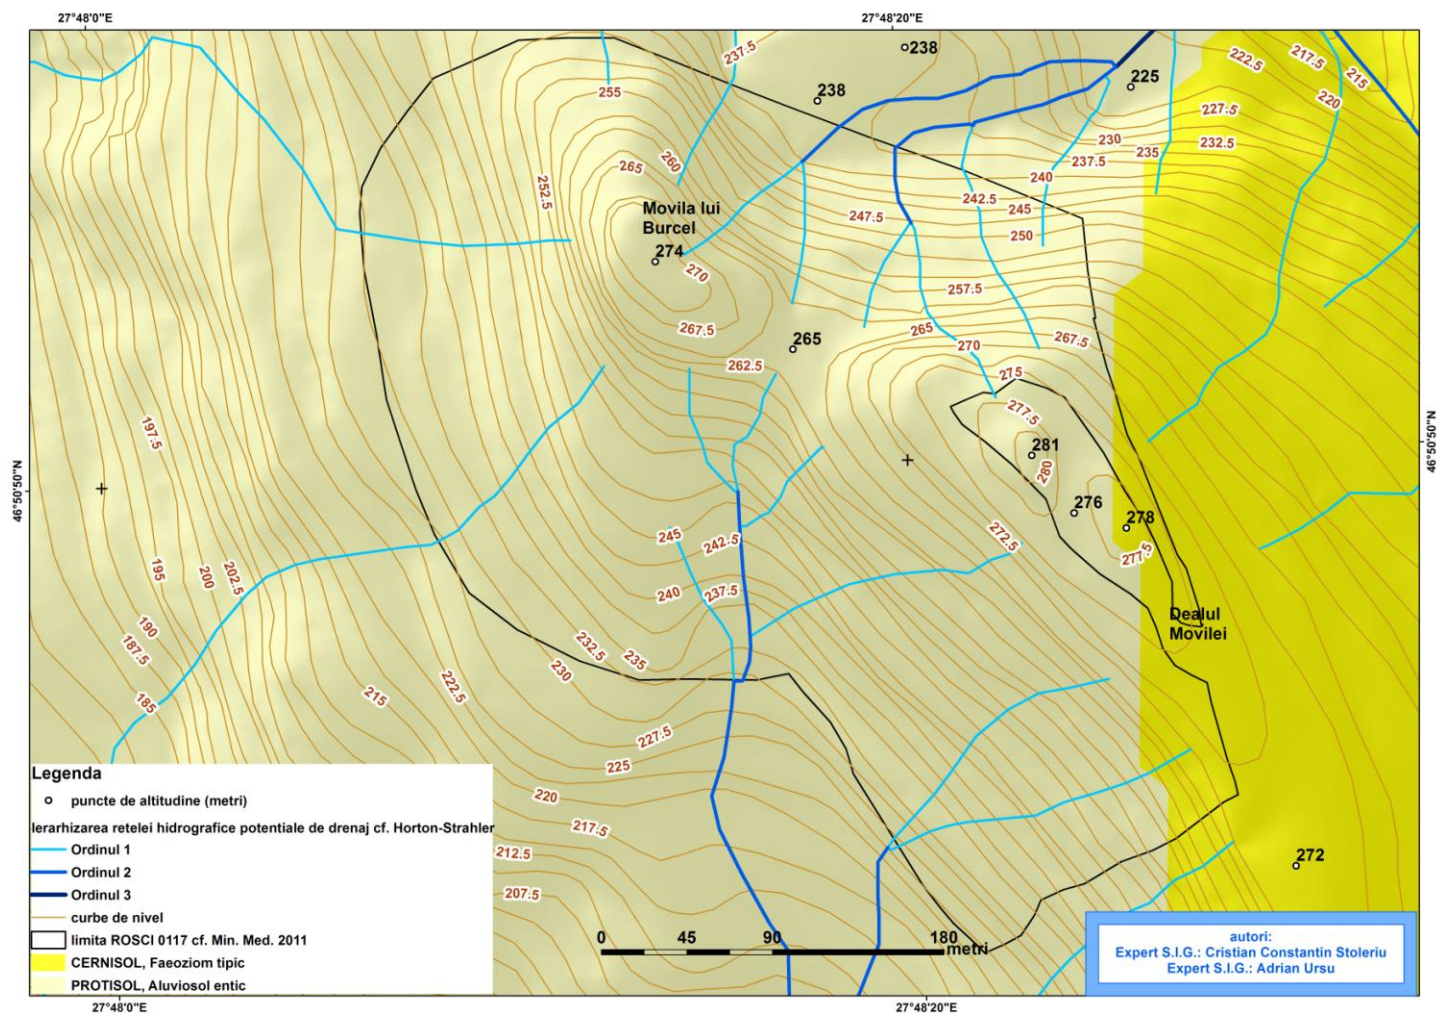 27°48'0"E
27°48'20"E
238
237.5
222.5
217.5
215
225
255
238
220
227.5
230
235
232.5
237.5
260
265
240
252.5
242.5
245
Movila lui
Burcel
247.5
250
274
270
257.5
267.5
265
265
270
267.5
262.5
275
277.5
197.5
281
280
46°50'50"N
46°50'50"N
276
278
272.5
245
242.5
277.5
195
200
202.5
240
237.5
Dealul
Movilei
190
187.5
232.5
235
230
222.5
215
185
227.5
225
220
217.5
212.5
207.5
272
Legenda
puncte de altitudine (metri)
Ierarhizarea retelei hidrografice potentiale de drenaj cf. Horton-Strahler
Ordinul 1
Ordinul 2
Ordinul 3
curbe de nivel
limita ROSCI 0117 cf. Min. Med. 2011
CERNISOL, Faeoziom tipic
PROTISOL, Aluviosol entic
0 45 90 180
metri
autori:
Expert S.I.G.: Cristian Constantin Stoleriu
Expert S.I.G.: Adrian Ursu
27°48'0"E
27°48'20"E